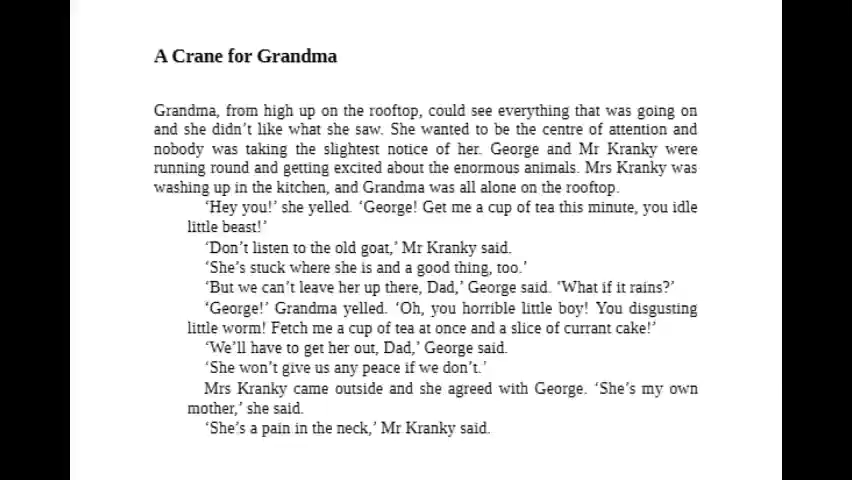 A Crane for Grandma
Grandma, from high up on the rooftop, could see everything that was going on
and she didn’t like what she saw. She wanted to be the centre of attention and
nobody was taking the slightest notice of her. George and Mr Kranky were
running round and getting excited about the enormous animals. Mrs Kranky was
washing up in the kitchen, and Grandma was all alone on the rooftop.
‘Hey you!’ she yelled. ‘George! Get me a cup of tea this minute, you idle
little beast!’
‘Don’t listen to the old goat,’ Mr Kranky said.
‘She’s stuck where she is and a good thing, too.’
‘But we can’t leave her up there, Dad,’ George said. ‘What if it rains?’
‘George!’ Grandma yelled. ‘Oh, you horrible little boy! You disgusting
little worm! Fetch me a cup of tea at once and a slice of currant cake!’
‘We’ll have to get her out, Dad,’ George said.
‘She won’t give us any peace if we don’t.’
Mrs Kranky came outside and she agreed with George. ‘She’s my own
mother,’ she said.
‘She’s a pain in the neck,’ Mr Kranky said.